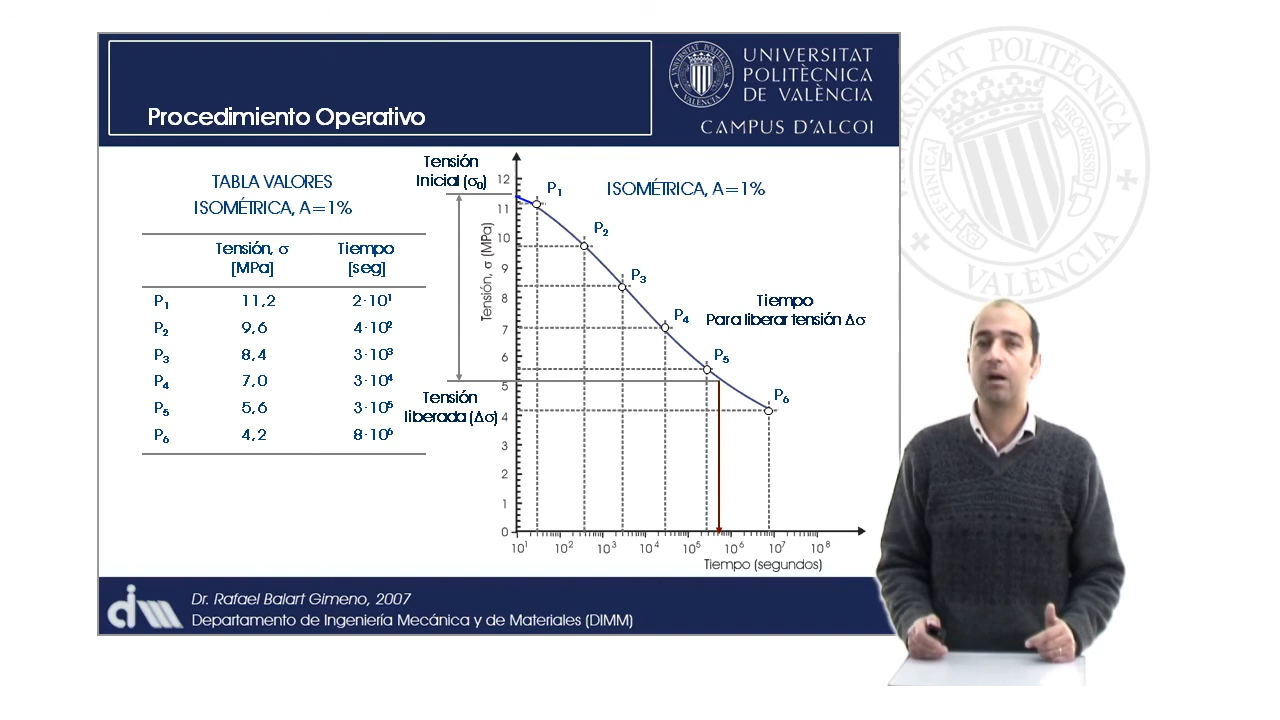 Procedimiento Operativo
UNIVERSITAT
POLITÈCNICA
DE VALÈNCIA
CAMPUS D'ALCOI
UNIVERSITAT POLITÈCNICA
VALÈNCIA
TABLA VALORES
ISOMÉTRICA, A=1%
Tensión, σ Tiempo
[MPa] [seg]
P₁ 11,2 2·10¹
P₂ 9,6 4·10²
P₃ 8,4 3·10³
P₄ 7,0 3·10⁴
P₅ 5,6 3·10⁵
P₆ 4,2 8·10⁶
Tensión
Inicial (σ₀)
ISOMÉTRICA, A=1%
Tensión, σ (MPa)
12
11
10
9
8
7
6
5
4
3
2
1
0
P₁
P₂
P₃
P₄
P₅
P₆
Tiempo
Para liberar tensión Δσ
Tensión
liberada (Δσ)
10¹ 10² 10³ 10⁴ 10⁵ 10⁶ 10⁷ 10⁸
Tiempo (segundos)
dim
Dr. Rafael Balart Gimeno, 2007
Departamento de Ingeniería Mecánica y de Materiales (DIMM)